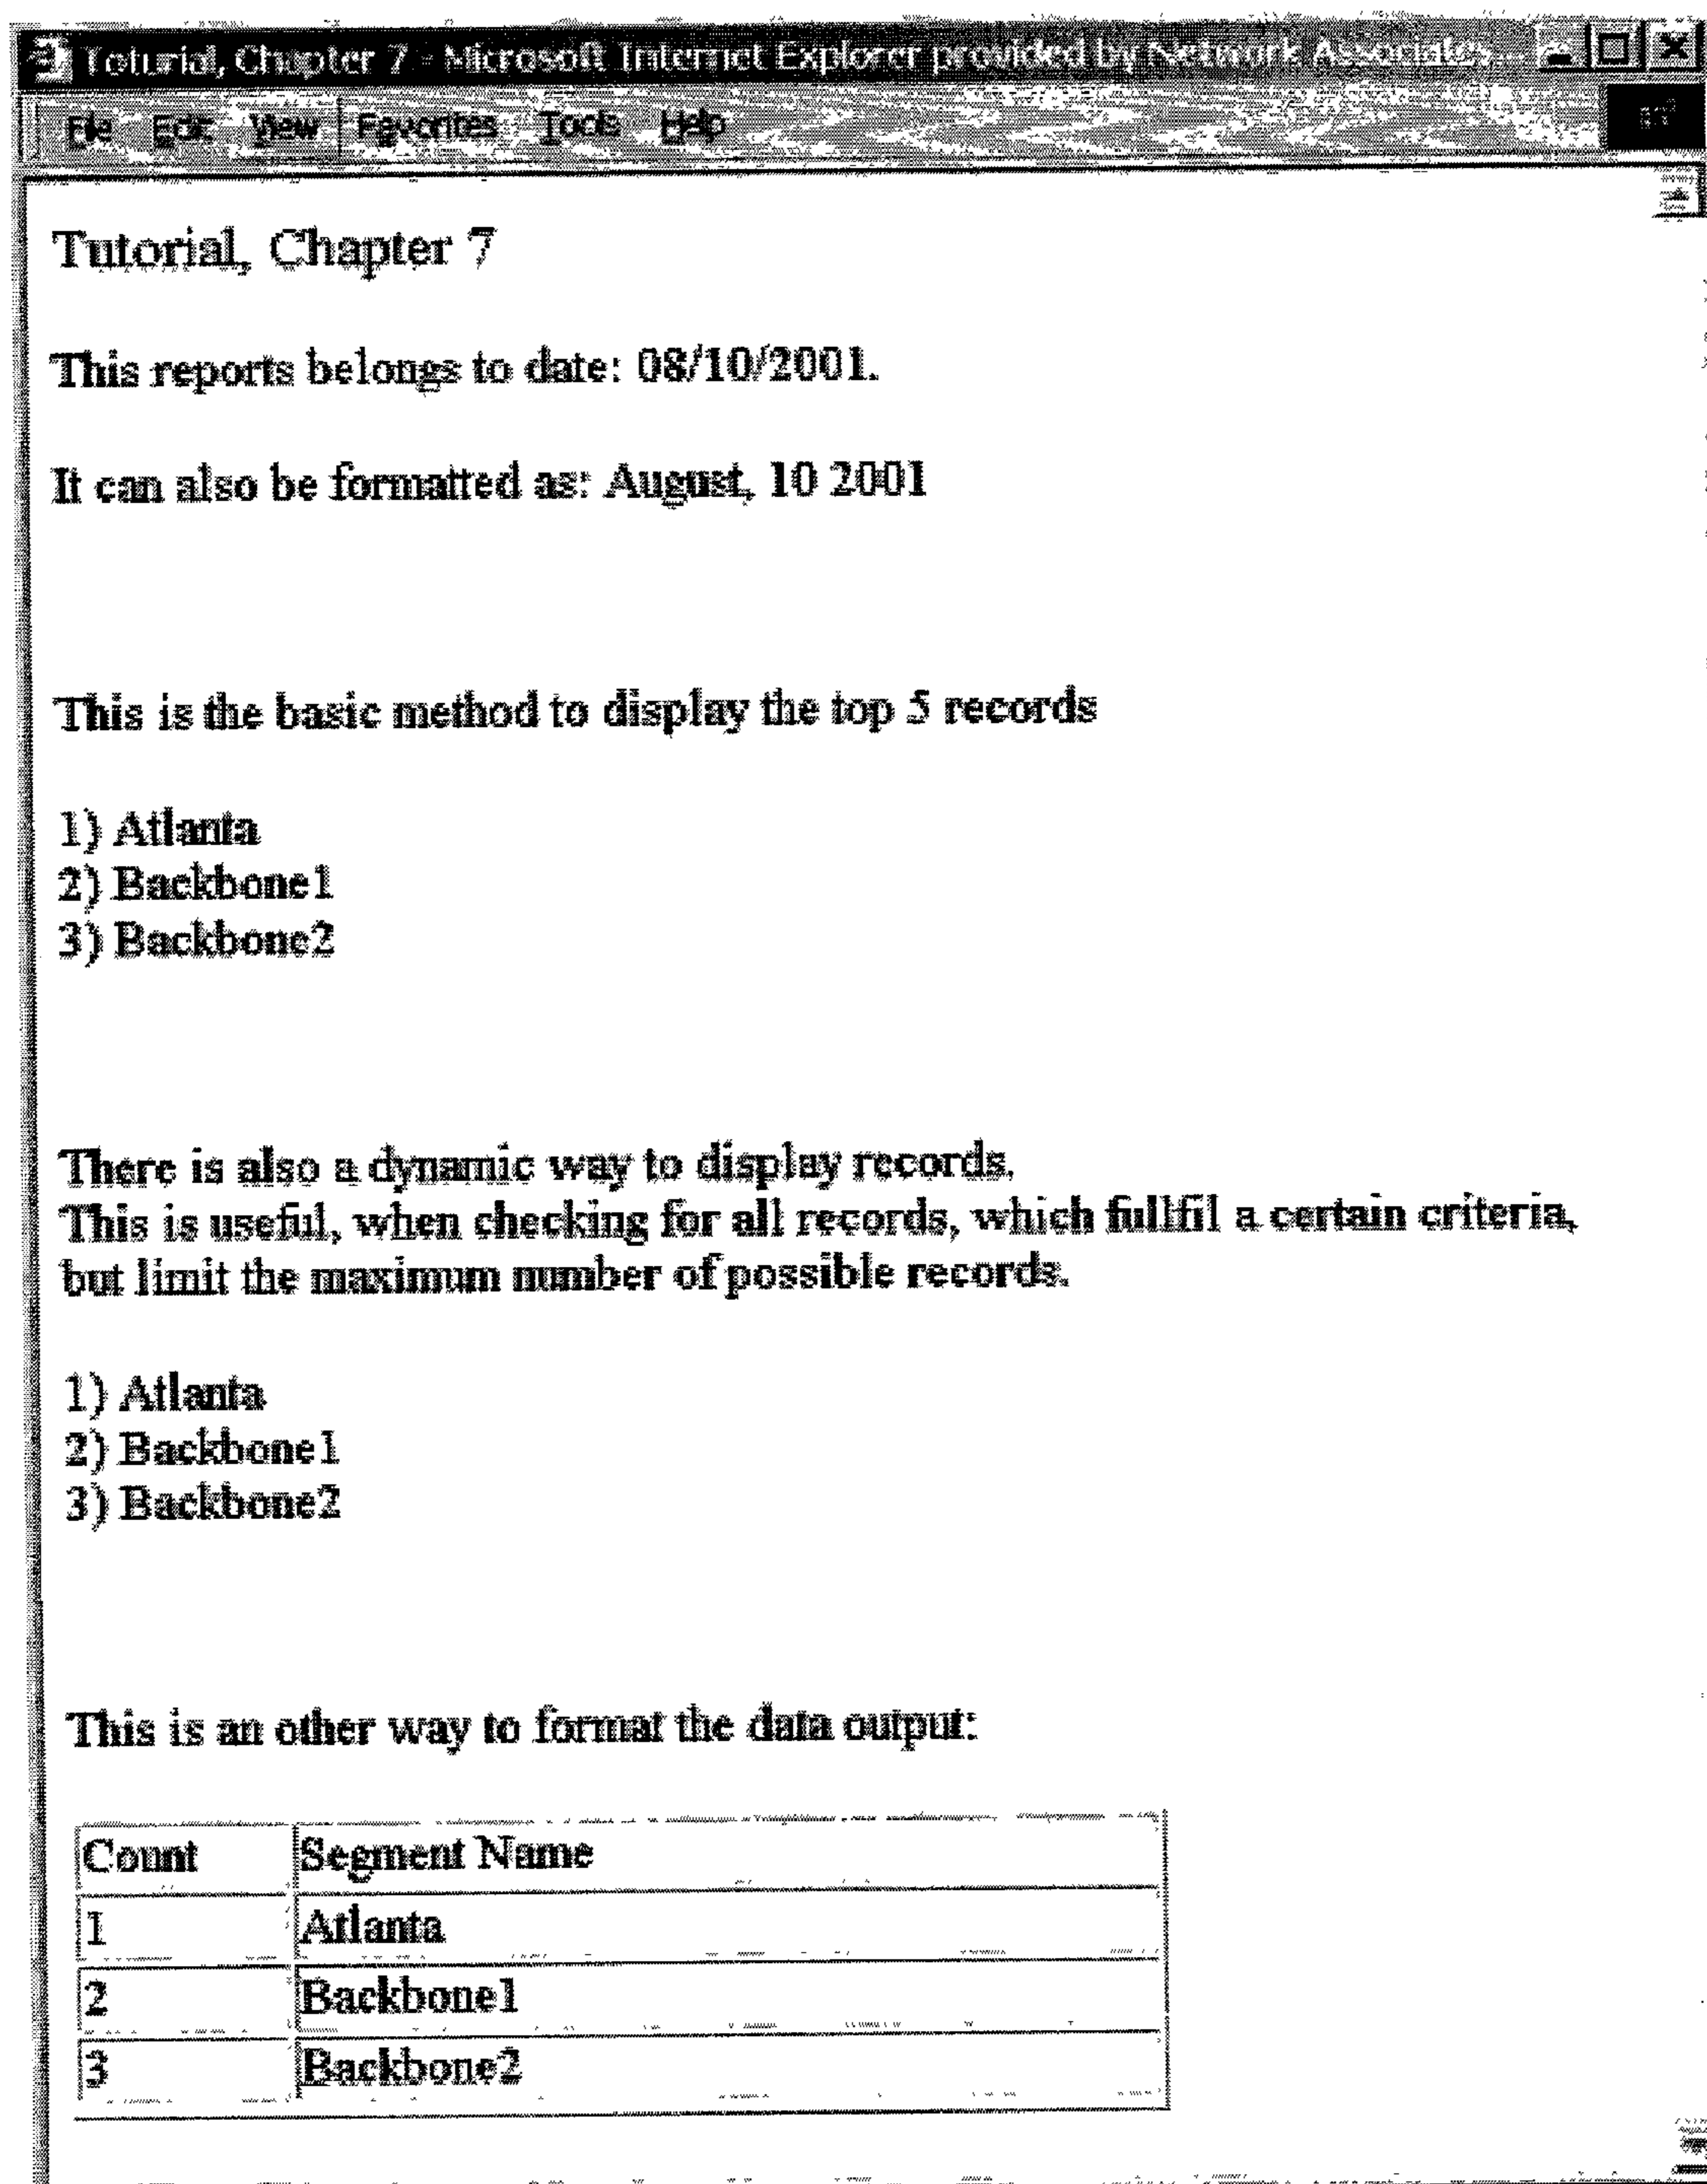 Toturial, Chapter 7 - Microsoft Internet Explorer provided by Network Associates...
File Edit View Favorites Tools Help
Tutorial, Chapter 7
This reports belongs to date: 08/10/2001.
It can also be formatted as: August, 10 2001
This is the basic method to display the top 5 records
1) Atlanta
2) Backbone1
3) Backbone2
There is also a dynamic way to display records.
This is useful, when checking for all records, which fullfil a certain criteria,
but limit the maximum number of possible records.
1) Atlanta
2) Backbone1
3) Backbone2
This is an other way to format the data output:
Count Segment Name
1 Atlanta
2 Backbone1
3 Backbone2